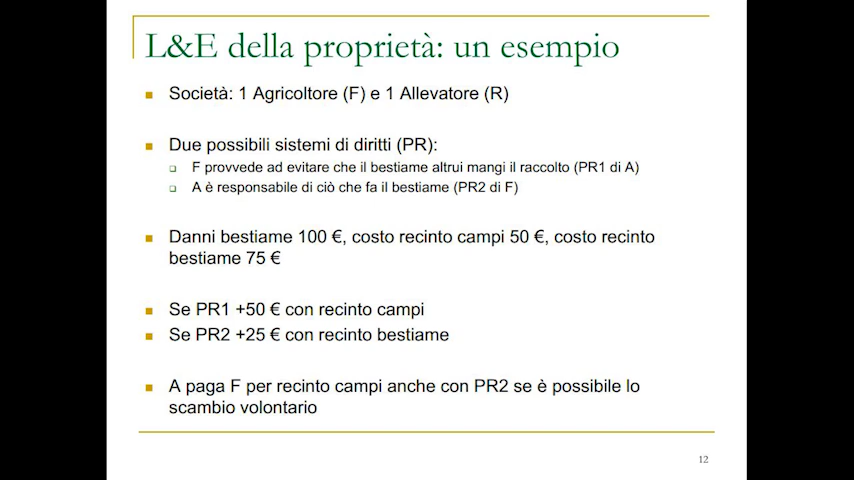 12
L&E della proprietà: un esempio
Società: 1 Agricoltore (F) e 1 Allevatore (R)
Due possibili sistemi di diritti (PR):
F provvede ad evitare che il bestiame altrui mangi il raccolto (PR1 di A)
A è responsabile di ciò che fa il bestiame (PR2 di F)
Danni bestiame 100 €, costo recinto campi 50 €, costo recinto
bestiame 75 €
Se PR1 +50 € con recinto campi
Se PR2 +25 € con recinto bestiame
A paga F per recinto campi anche con PR2 se è possibile lo
scambio volontario
12